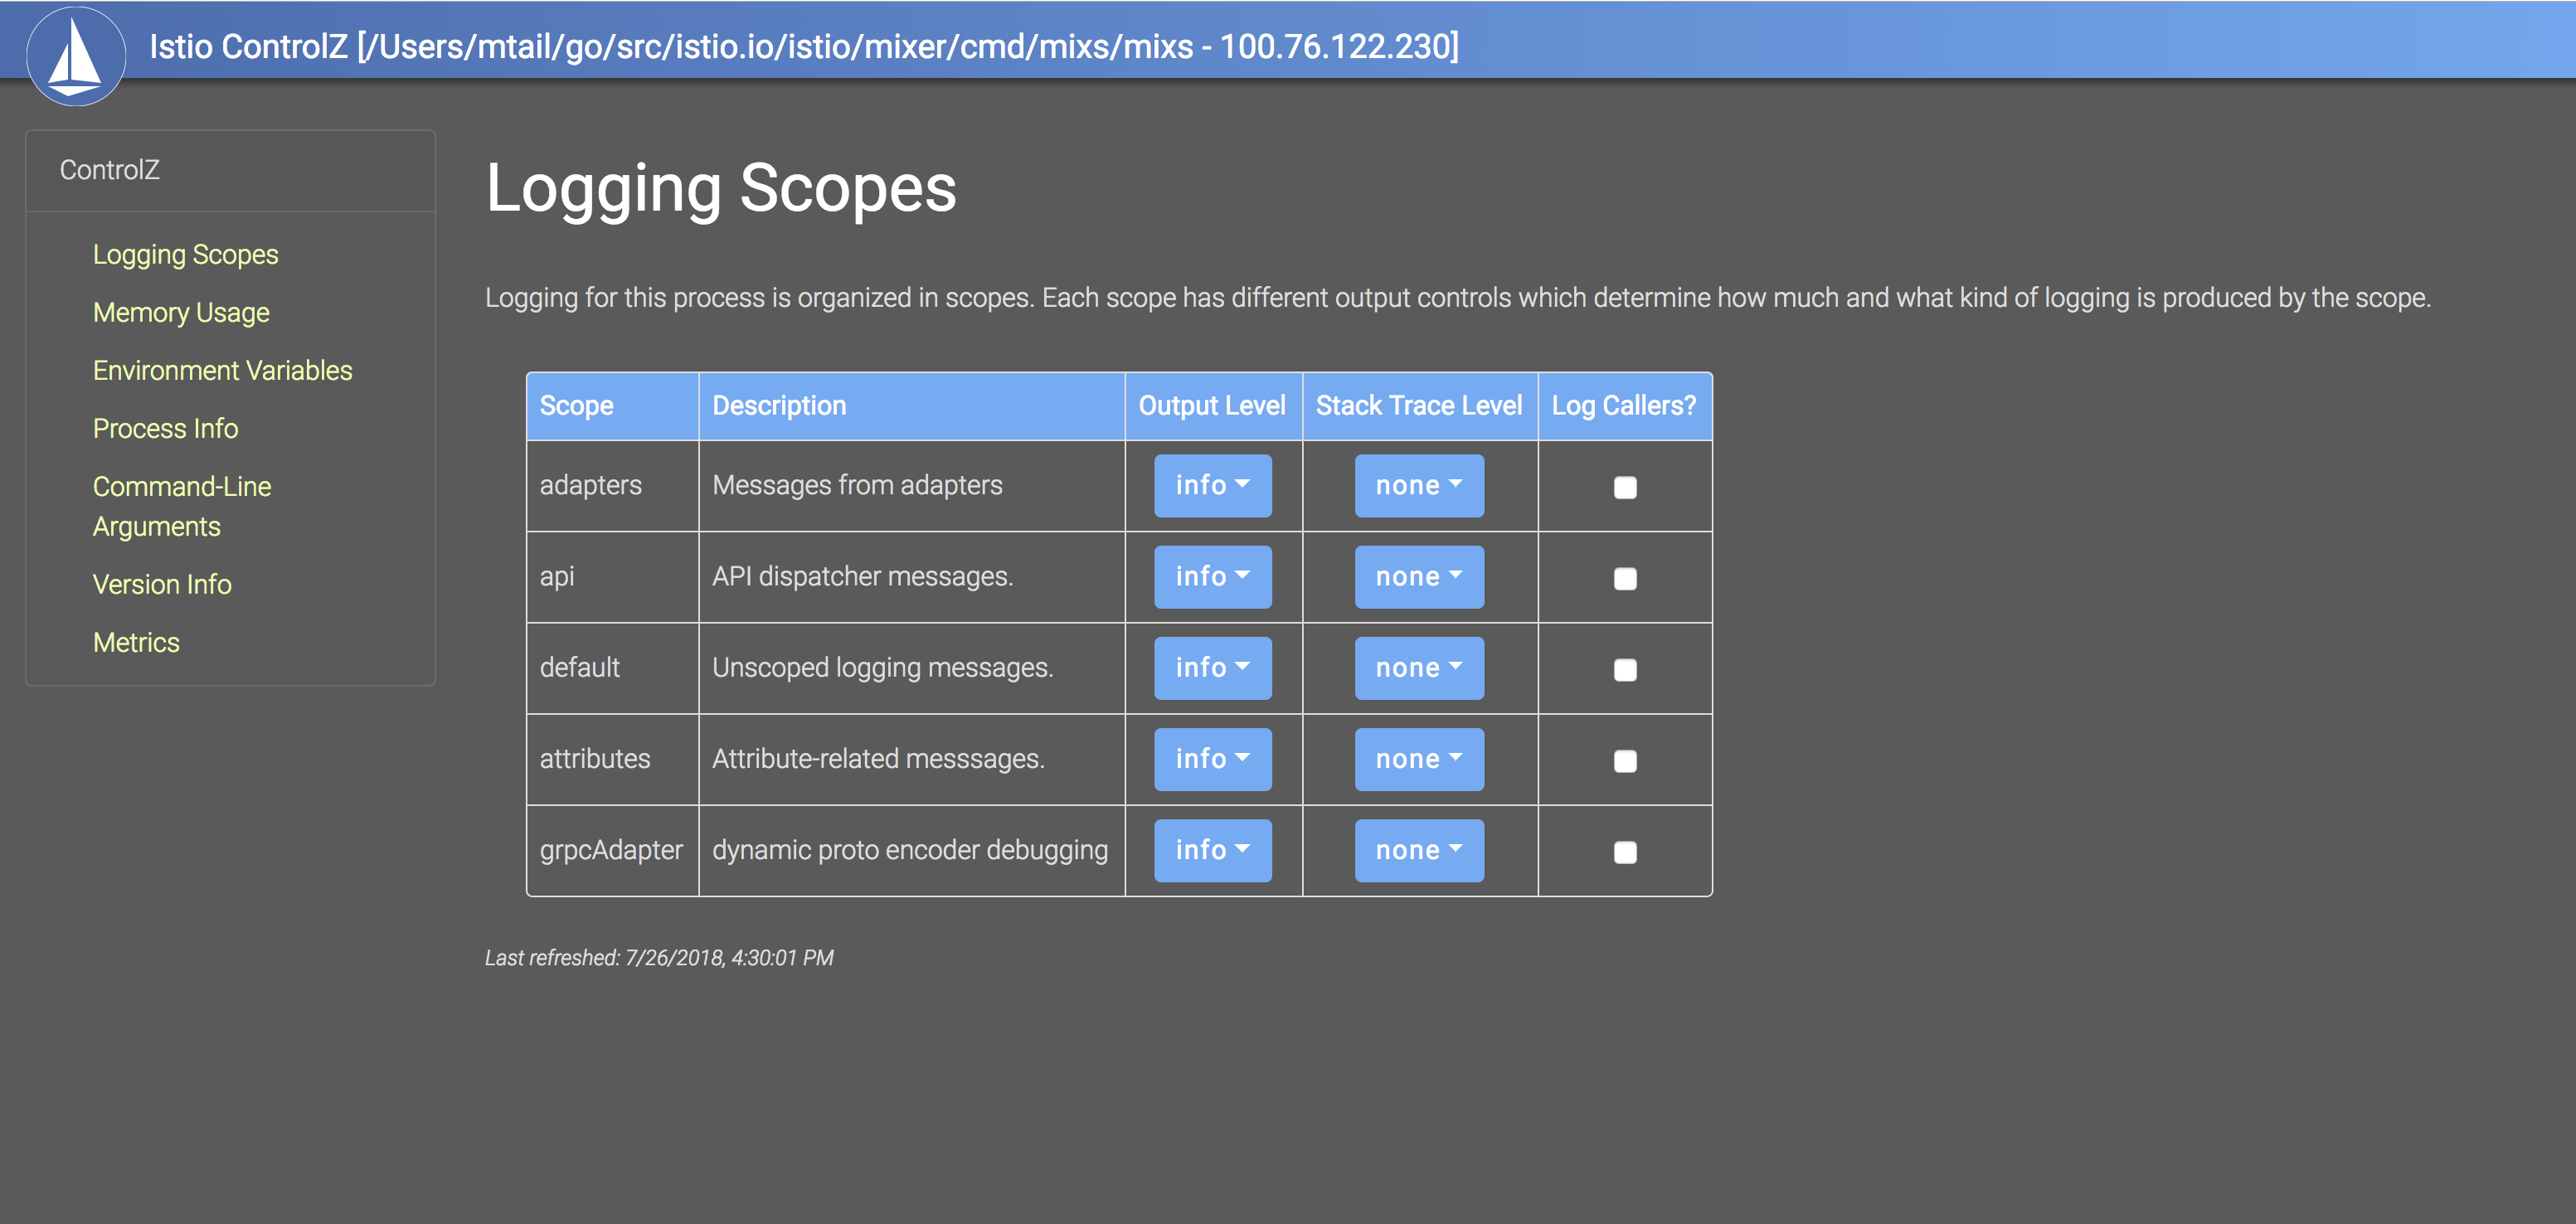 Istio ControlZ [/Users/mtail/go/src/istio.io/istio/mixer/cmd/mixs/mixs - 100.76.122.230]
ControlZ
Logging Scopes
Memory Usage
Environment Variables
Process Info
Command-Line
Arguments
Version Info
Metrics
Logging Scopes
Logging for this process is organized in scopes. Each scope has different output controls which determine how much and what kind of logging is produced by the scope.
Scope Description Output Level Stack Trace Level Log Callers?
adapters Messages from adapters info none
api API dispatcher messages. info none
default Unscoped logging messages. info none
attributes Attribute-related messsages. info none
grpcAdapter dynamic proto encoder debugging info none
Last refreshed: 7/26/2018, 4:30:01 PM